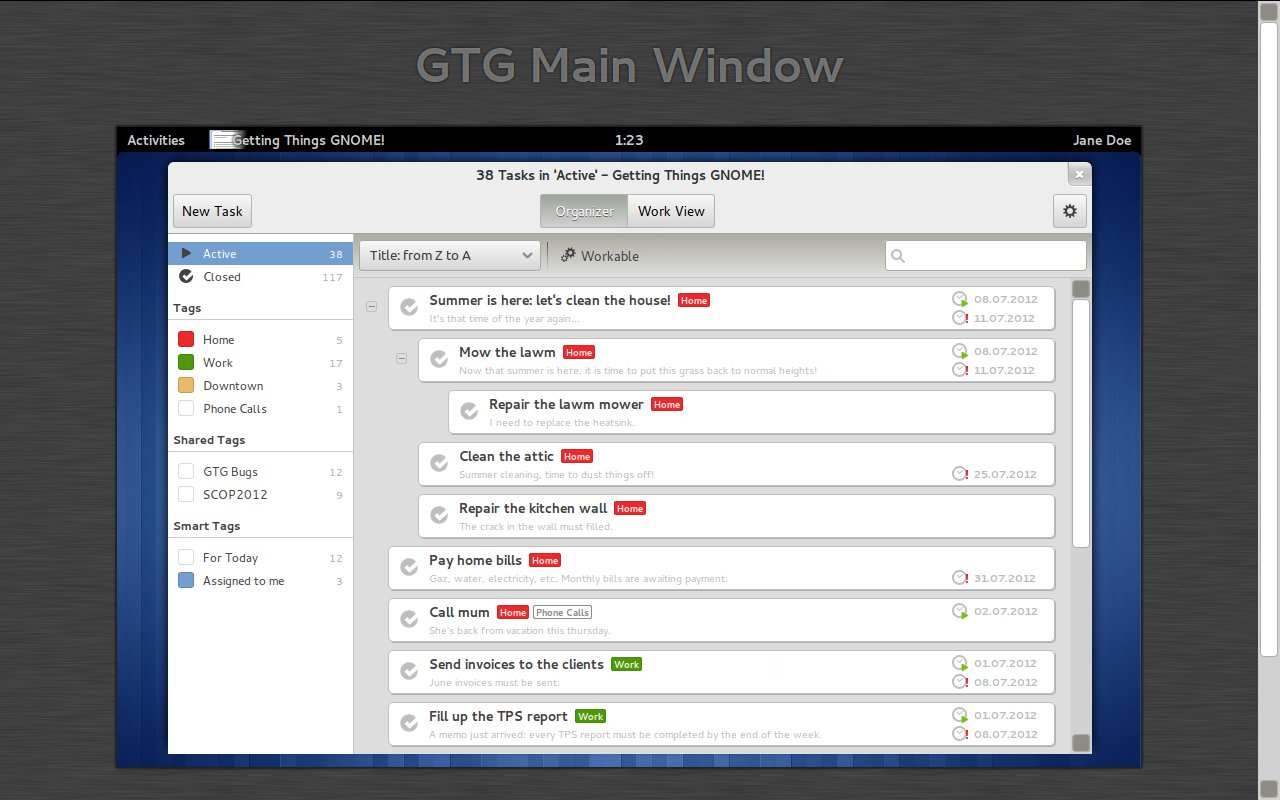 GTG Main Window
Activities Getting Things GNOME! 1:23 Jane Doe
38 Tasks in 'Active' – Getting Things GNOME!
New Task Organizer Work View
Active 38
Closed 117
Tags
Home 5
Work 17
Downtown 3
Phone Calls 1
Shared Tags
GTG Bugs 12
SCOP2012 9
Smart Tags
For Today 12
Assigned to me 3
Title: from Z to A Workable
Summer is here: let's clean the house! Home 08.07.2012
It's that time of the year again... 11.07.2012
Mow the lawm Home 08.07.2012
Now that summer is here, it is time to put this grass back to normal heights! 11.07.2012
Repair the lawm mower Home
I need to replace the heatsink.
Clean the attic Home
Summer cleaning, time to dust things off! 25.07.2012
Repair the kitchen wall Home
The crack in the wall must filled.
Pay home bills Home
Gaz, water, electricity, etc. Monthly bills are awaiting payment. 31.07.2012
Call mum Home Phone Calls 02.07.2012
She's back from vacation this thursday.
Send invoices to the clients Work 01.07.2012
June invoices must be sent. 08.07.2012
Fill up the TPS report Work 01.07.2012
A memo just arrived: every TPS report must be completed by the end of the week. 08.07.2012